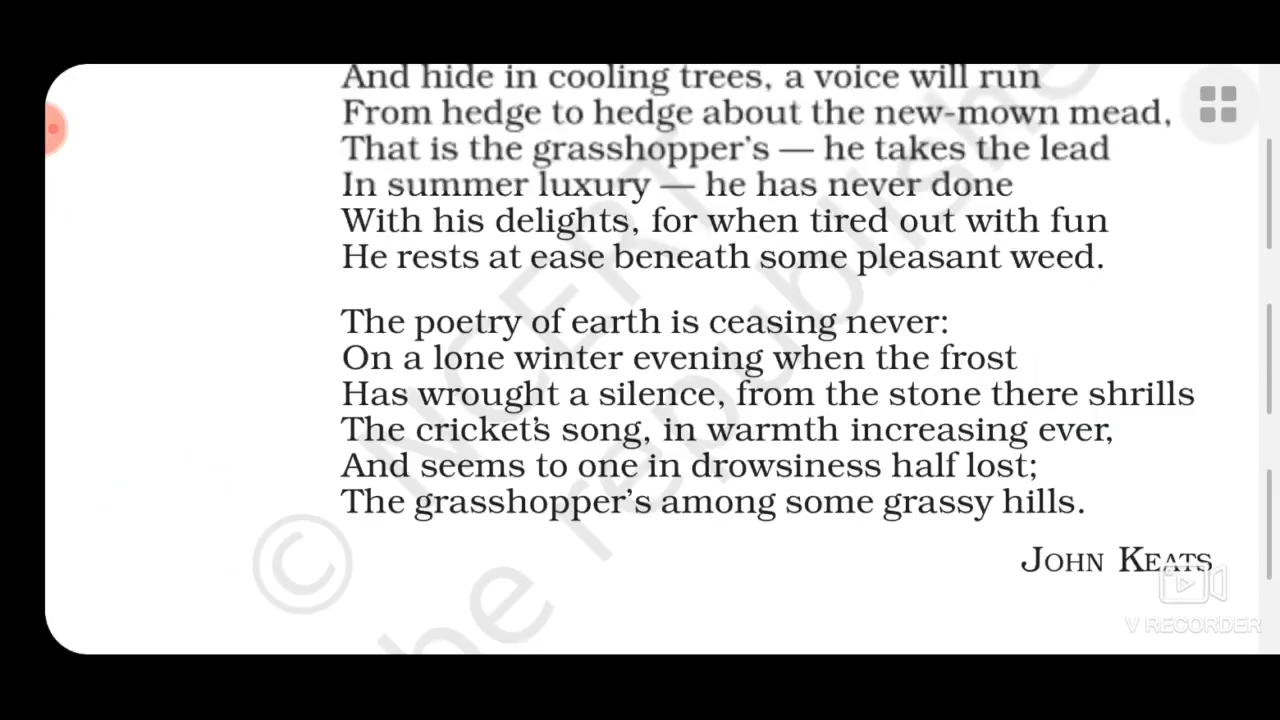 And hide in cooling trees, a voice will run
From hedge to hedge about the new-mown mead,
That is the grasshopper's — he takes the lead
In summer luxury — he has never done
With his delights, for when tired out with fun
He rests at ease beneath some pleasant weed.
The poetry of earth is ceasing never:
On a lone winter evening when the frost
Has wrought a silence, from the stone there shrills
The cricket's song, in warmth increasing ever,
And seems to one in drowsiness half lost;
The grasshopper's among some grassy hills.
JOHN KEATS
V RECORDER
© NCERT
be republishe